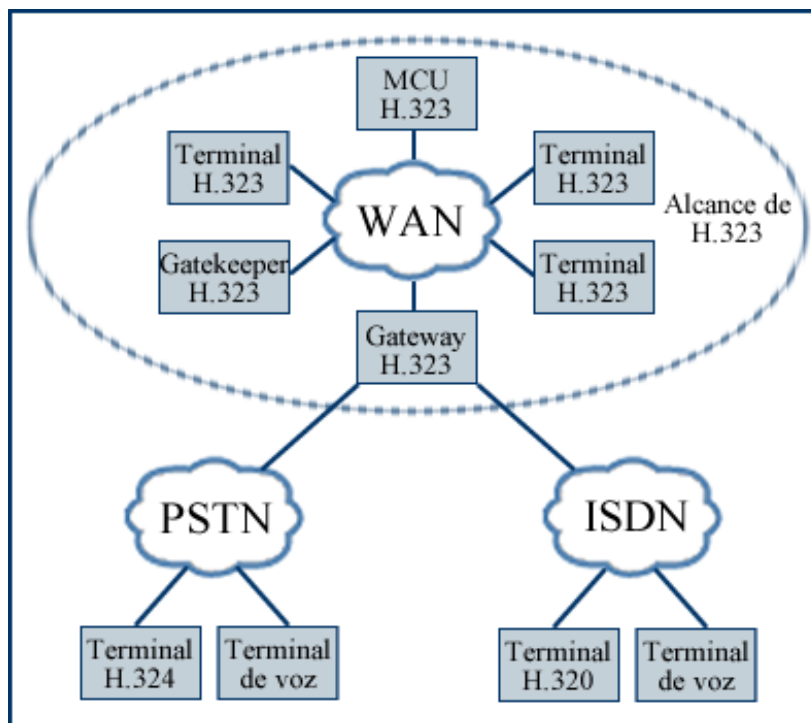 MCU
H.323
Terminal
H.323
Terminal
H.323
WAN
Alcance de
H.323
Gatekeeper
H.323
Terminal
H.323
Gateway
H.323
PSTN
ISDN
Terminal
H.324
Terminal
de voz
Terminal
H.320
Terminal
de voz